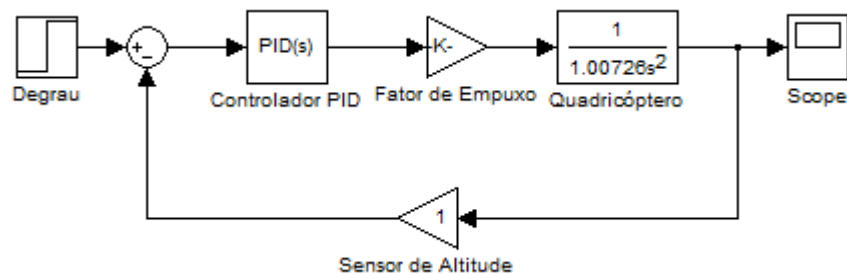 PID(s)
-K-
1
1.00726s²
Degrau
Controlador PID
Fator de Empuxo
Quadricóptero
Scope
1
Sensor de Altitude